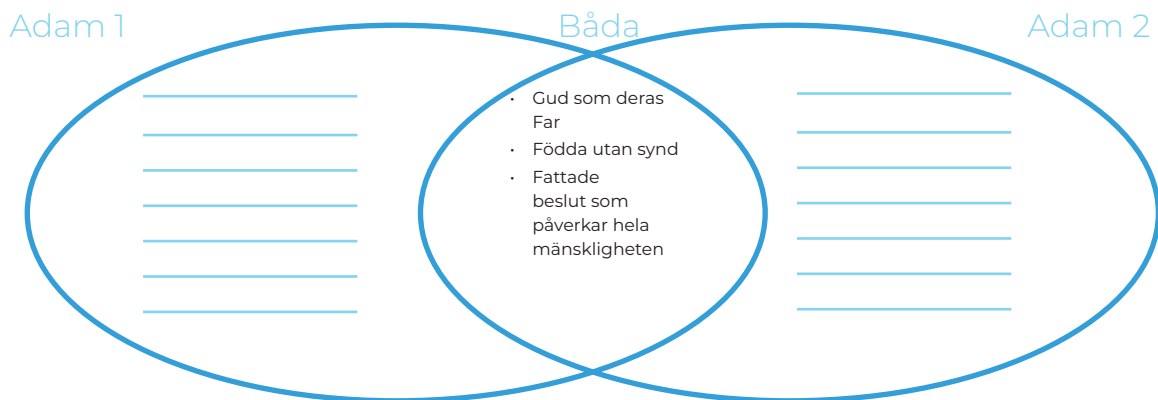 Adam 1
Båda
Adam 2
• Gud som deras
Far
• Födda utan synd
• Fattade
beslut som
påverkar hela
mänskligheten